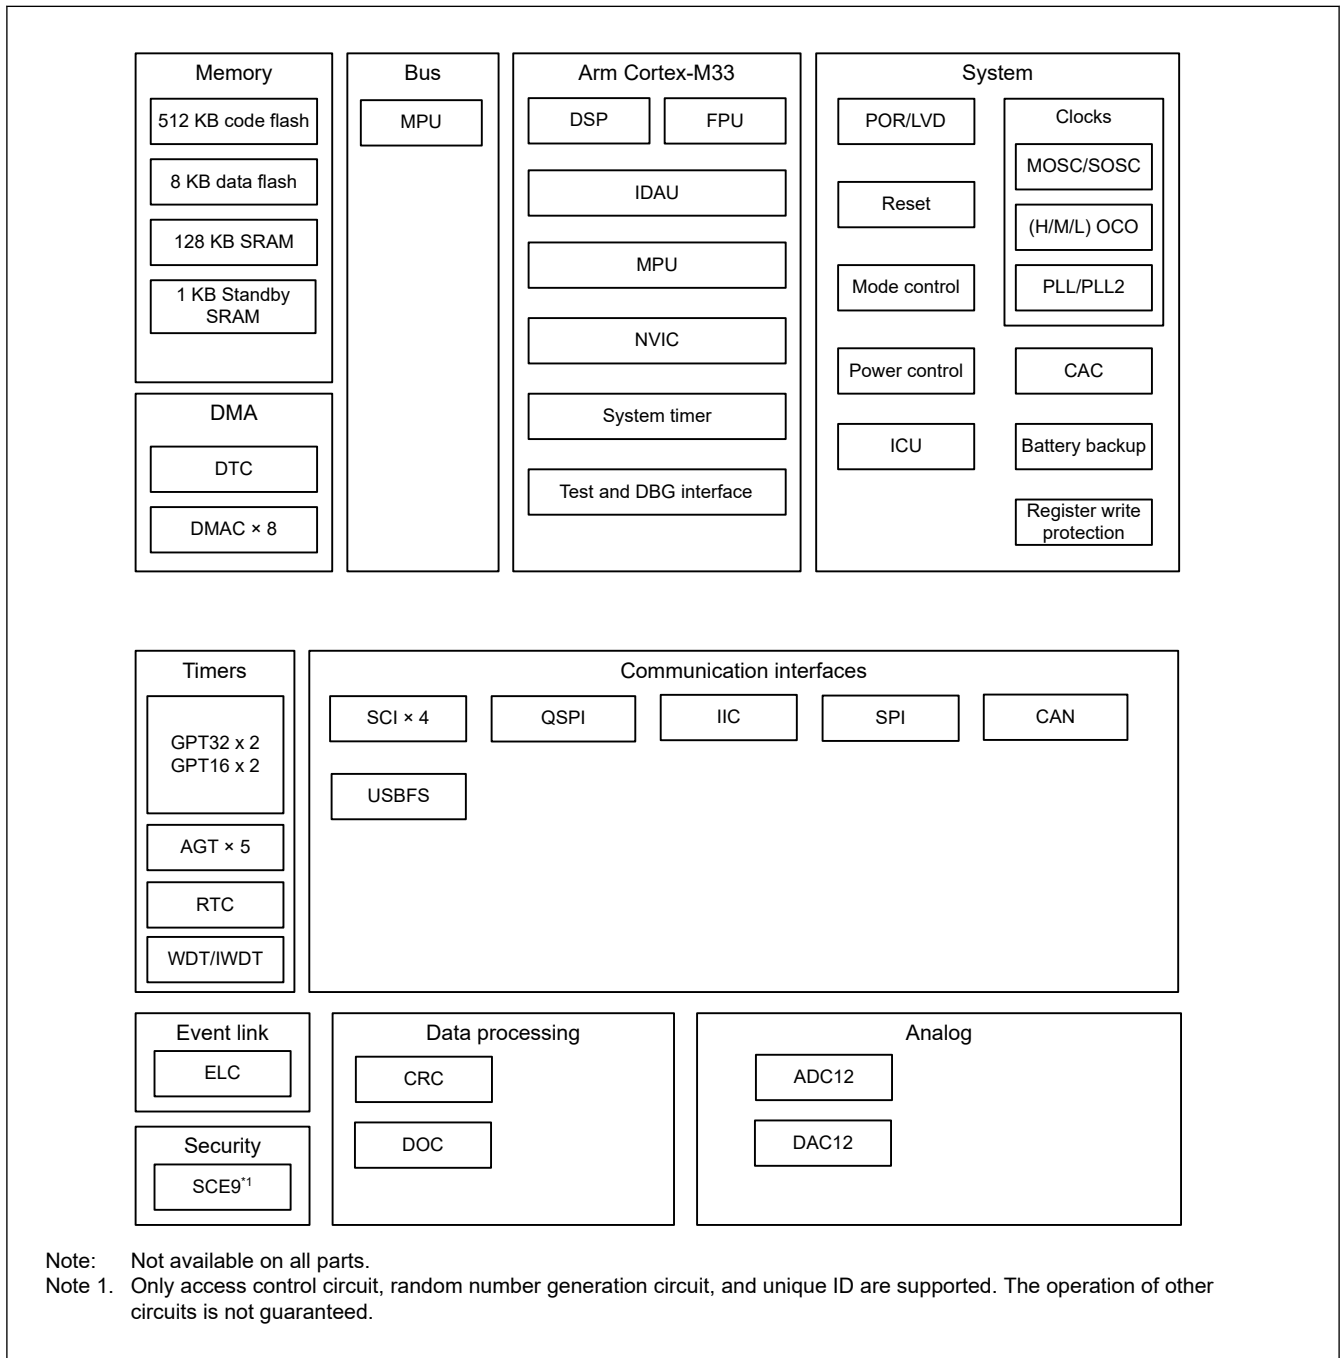 Memory
512 KB code flash
8 KB data flash
128 KB SRAM
1 KB Standby
SRAM
DMA
DTC
DMAC × 8
Bus
MPU
Arm Cortex-M33
DSP
FPU
IDAU
MPU
NVIC
System timer
Test and DBG interface
System
POR/LVD
Reset
Mode control
Power control
ICU
Clocks
MOSC/SOSC
(H/M/L) OCO
PLL/PLL2
CAC
Battery backup
Register write
protection
Timers
GPT32 x 2
GPT16 x 2
AGT × 5
RTC
WDT/IWDT
Communication interfaces
SCI × 4
QSPI
IIC
SPI
CAN
USBFS
Event link
ELC
Security
SCE9*1
Data processing
CRC
DOC
Analog
ADC12
DAC12
Note: Not available on all parts.
Note 1. Only access control circuit, random number generation circuit, and unique ID are supported. The operation of other
circuits is not guaranteed.